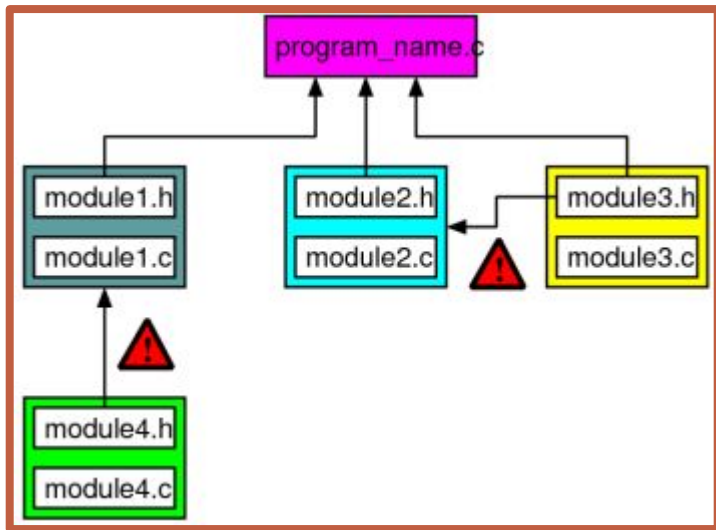 program_name.c
module1.h
module1.c
module2.h
module2.c
module3.h
module3.c
!
!
module4.h
module4.c